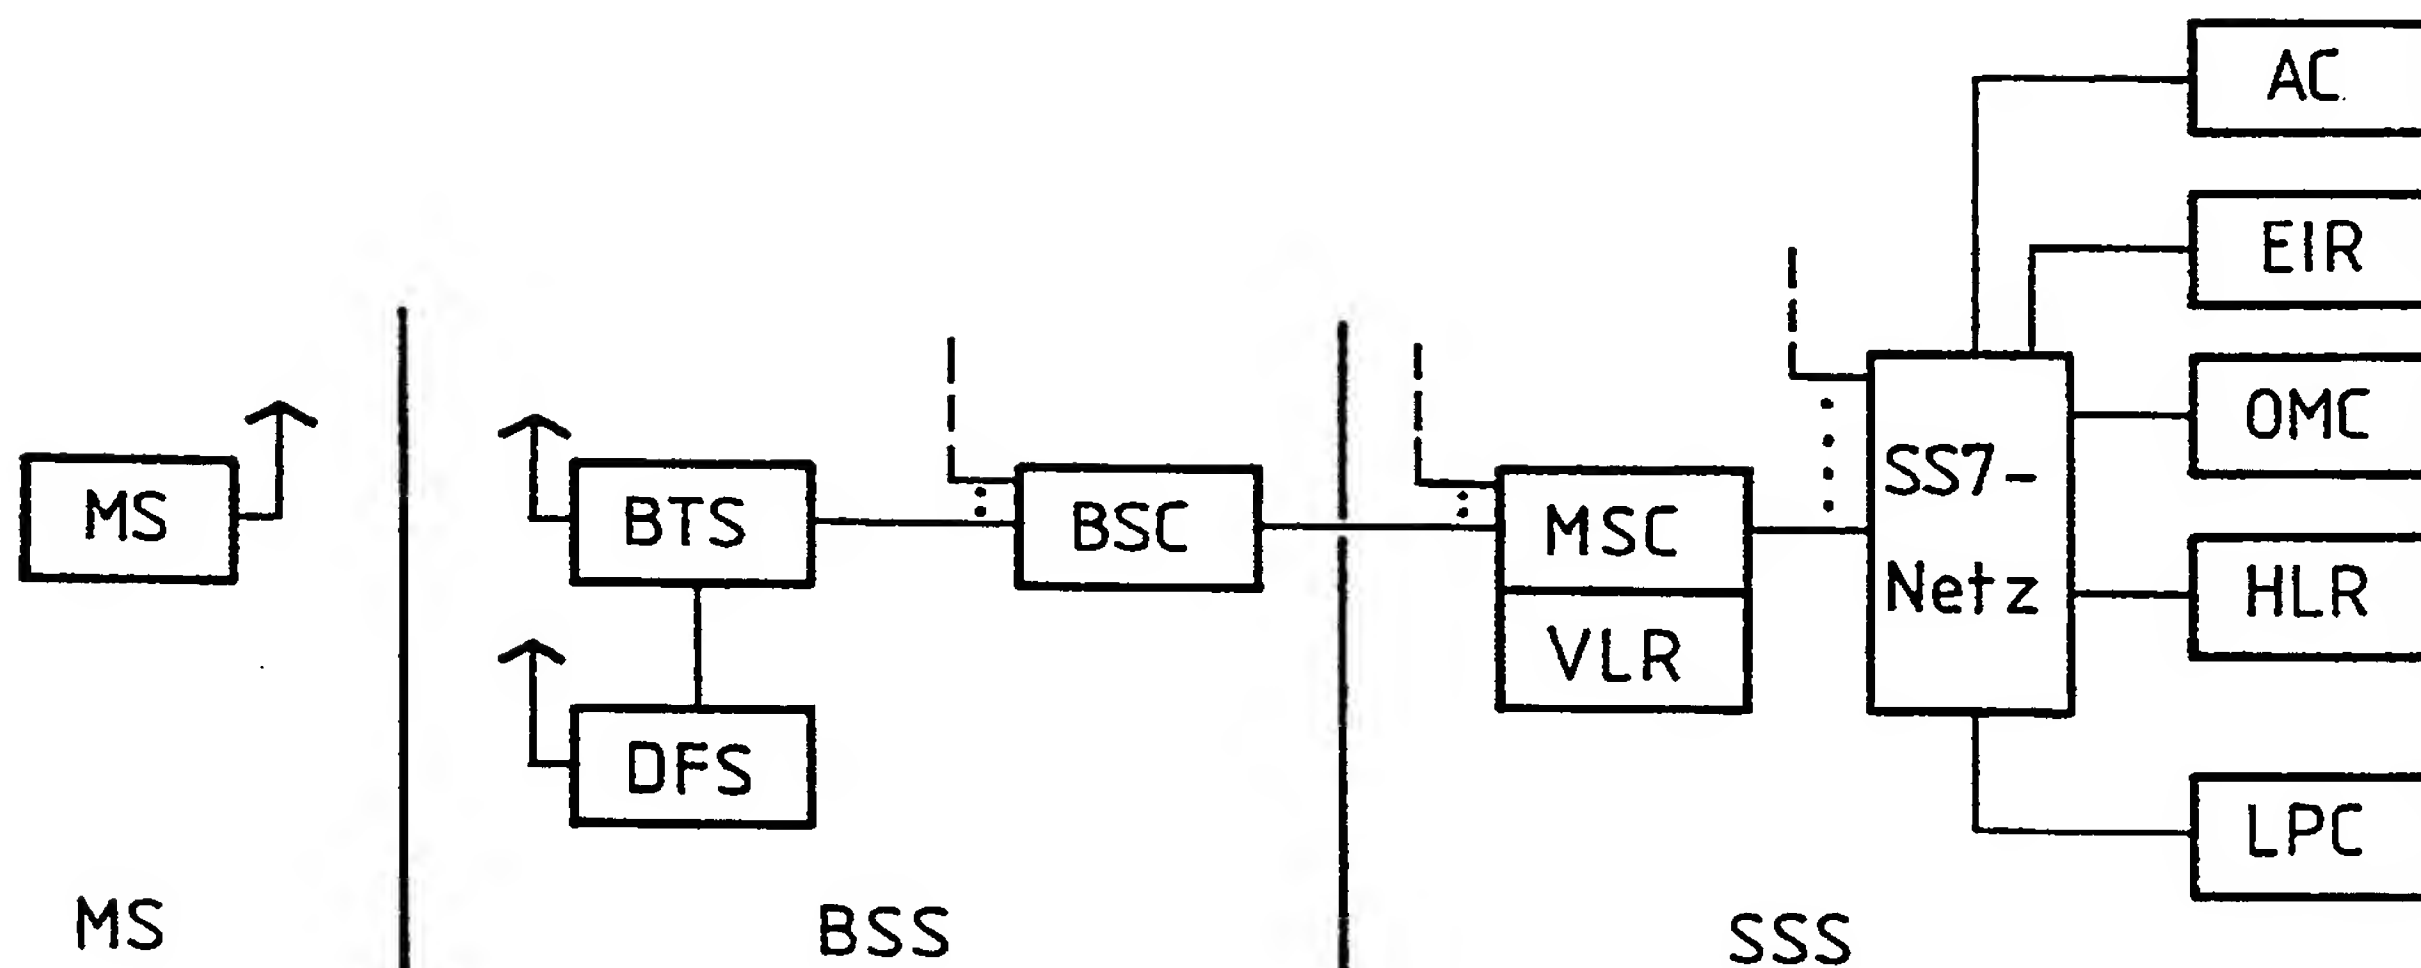 AC
EIR
OMC
SS7-
Netz
MS
BTS
BSC
MSC
VLR
HLR
DFS
LPC
MS
BSS
SSS